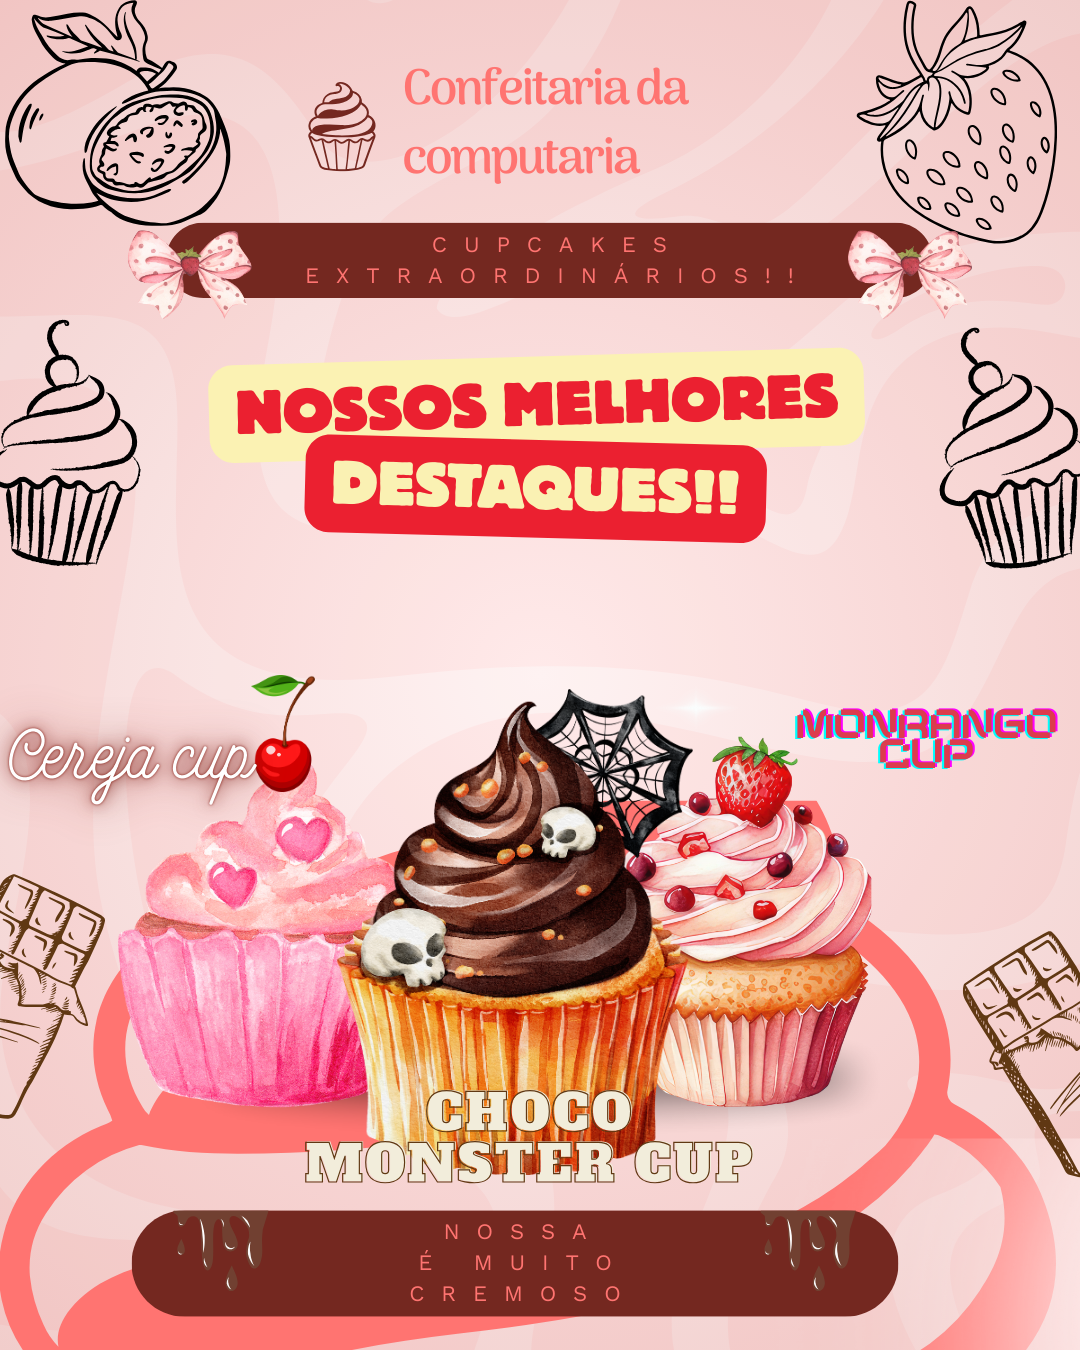 Confeitaria da
computaria
CUPCAKES
EXTRAORDINÁRIOS!!
NOSSOS MELHORES
DESTAQUES!!
Cereja cup
MONRANGO
CUP
CHOCO
MONSTER CUP
NOSSA
É MUITO
CREMOSO